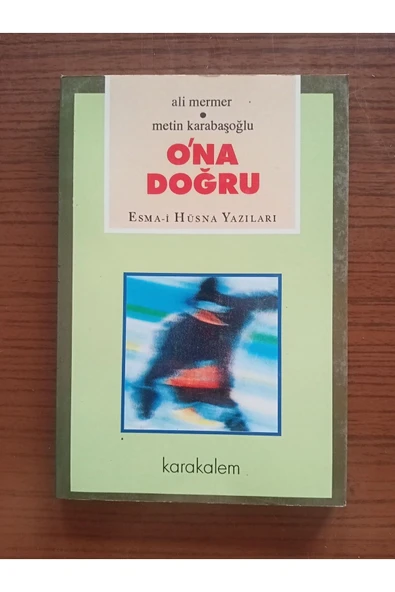 ali mermer
•
metin karabaşoğlu
O'NA
DOĞRU
ESMA-İ HÜSNA YAZILARI
karakalem